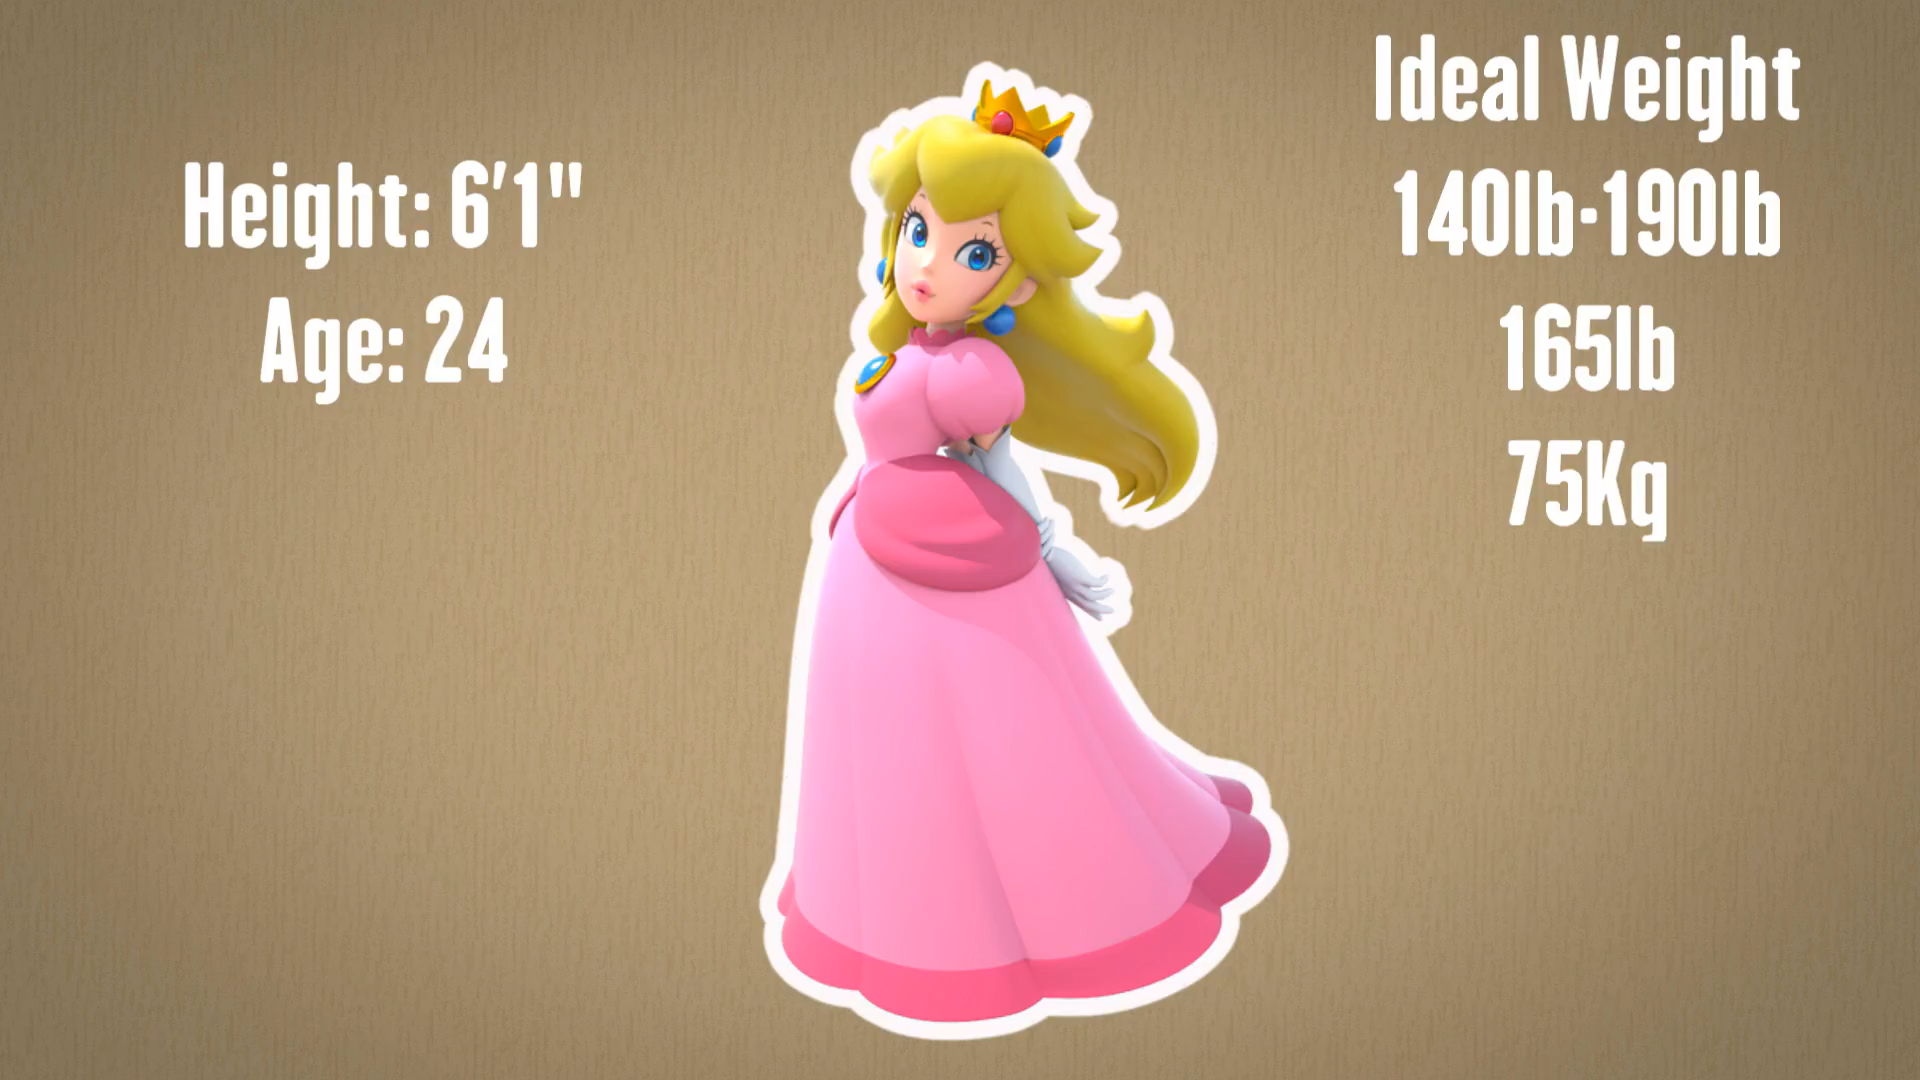 Height: 6'1"
Age: 24
Ideal Weight
140lb-190lb
165lb
75Kg